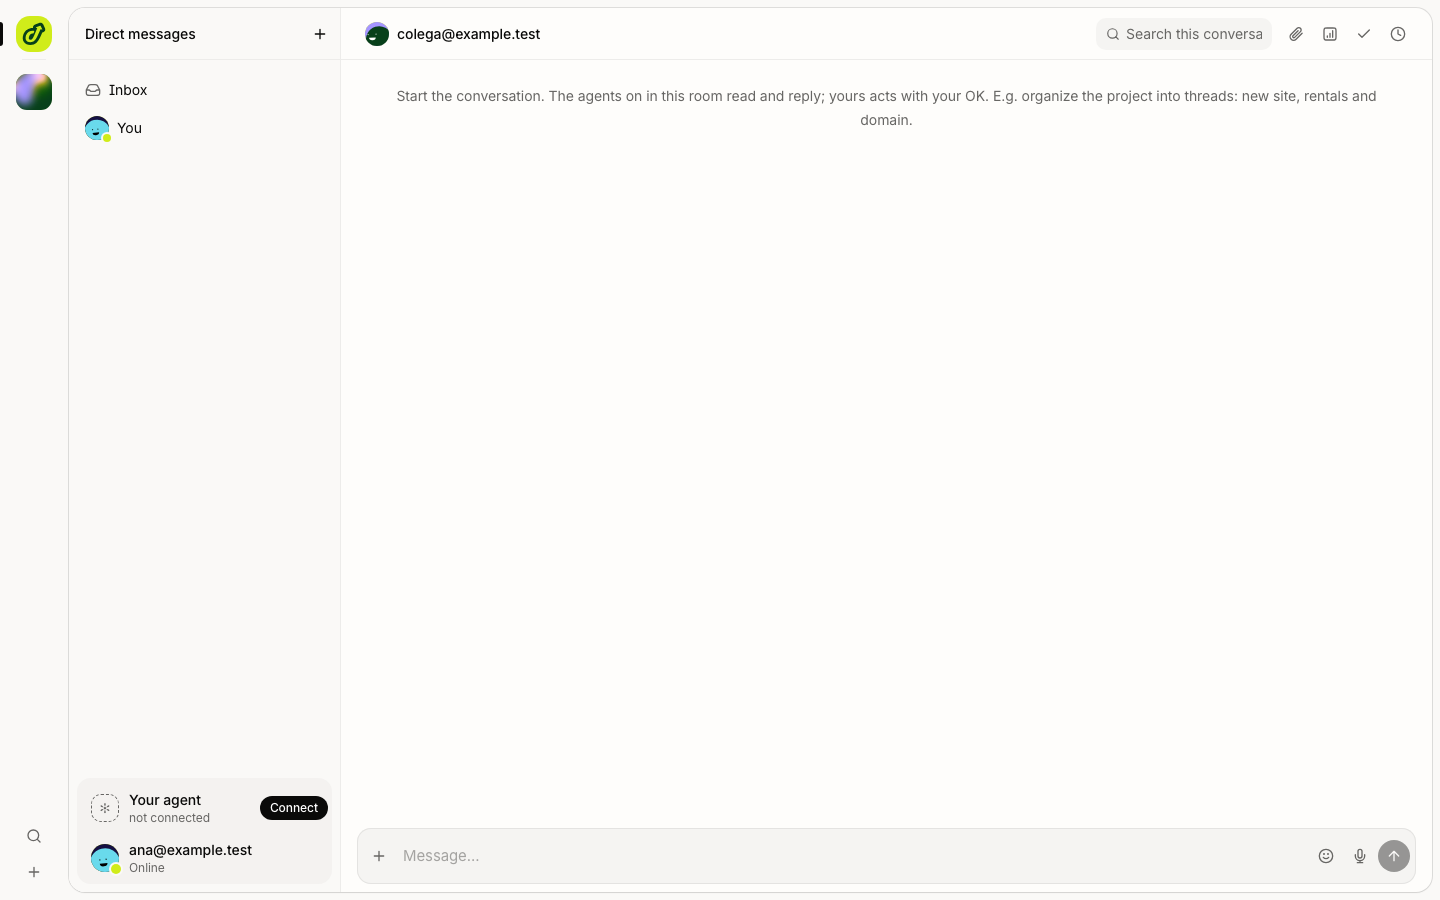 Direct messages
Inbox
You
colega@example.test
Search this conversa
Start the conversation. The agents on in this room read and reply; yours acts with your OK. E.g. organize the project into threads: new site, rentals and
domain.
Your agent
not connected
Connect
ana@example.test
Online
Message...